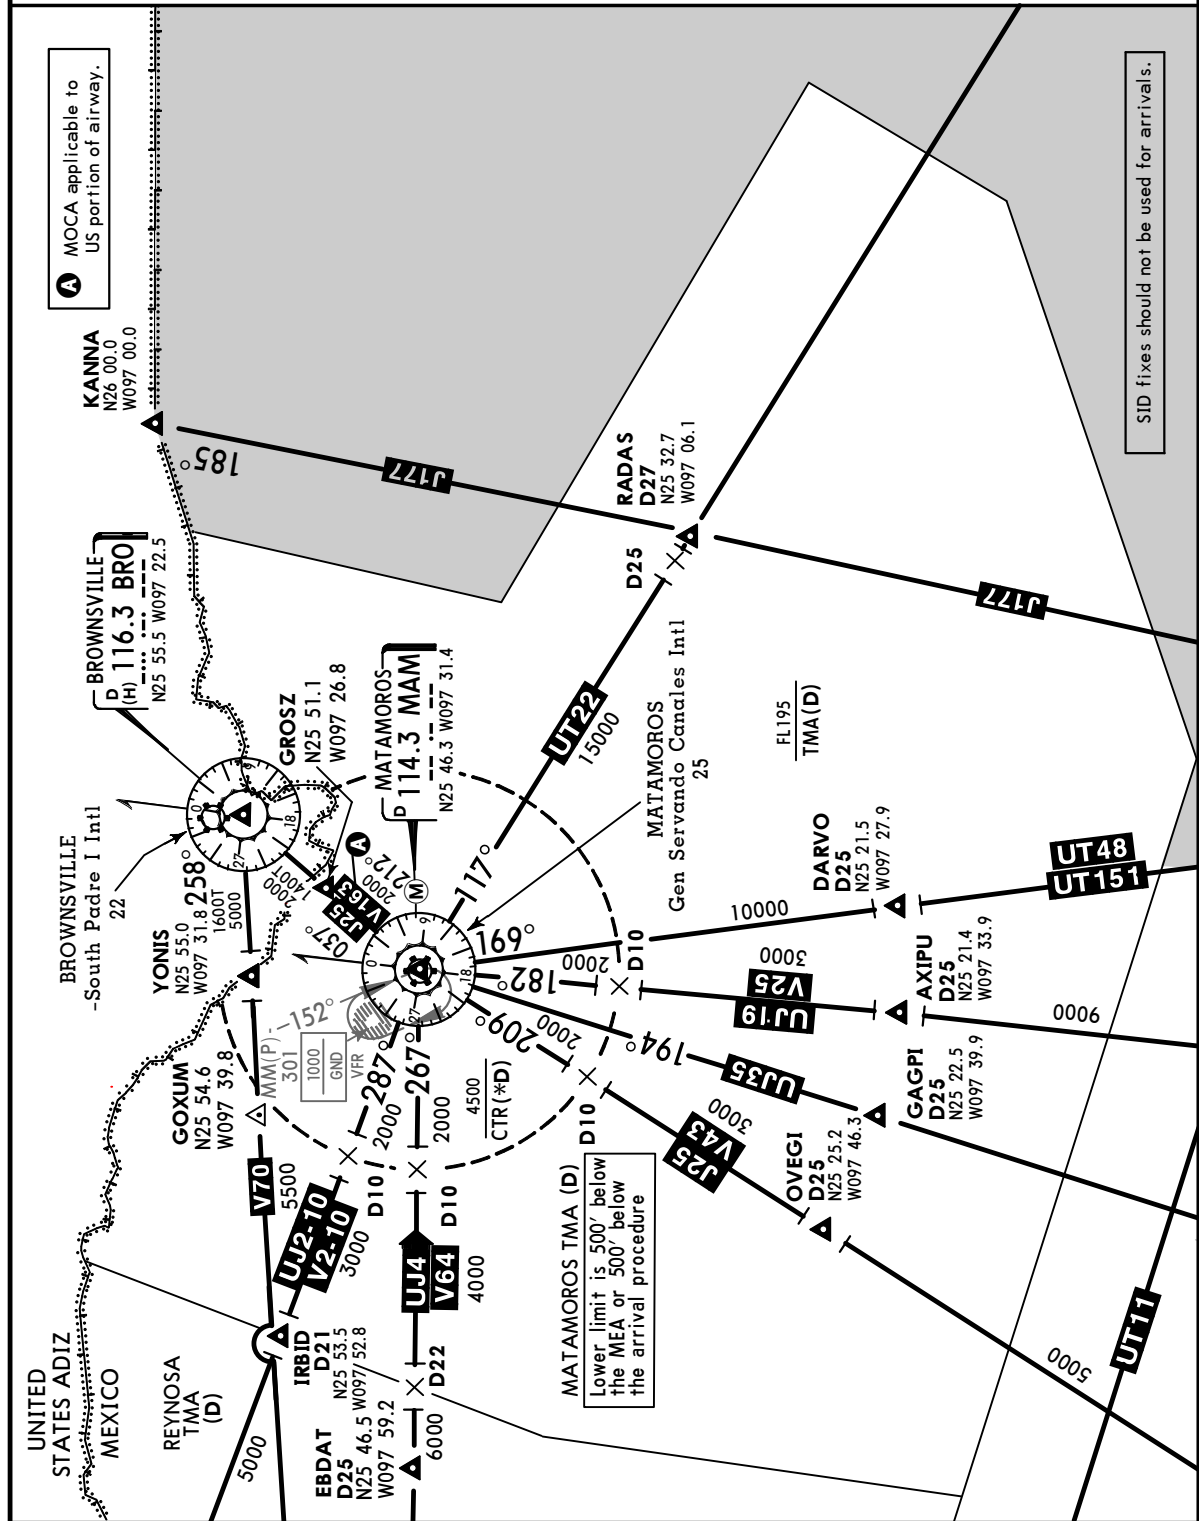 A MOCA applicable to
US portion of airway.
KANNA
N26 00.0
W097 00.0
185°
J177
BROWNSVILLE
D
(H) 116.3 BRO
N25 55.5 W097 22.5
BROWNSVILLE
-South Padre I Intl
22
GROSZ
N25 51.1
W097 26.8
MATAMOROS
D 114.3 MAM
N25 46.3 W097 31.4
YONIS
N25 55.0
W097 31.8
258°
1600T
5000
2000
1400T
J25
V163
A
2000
212°
037°
M
GOXUM
N25 54.6
W097 39.8
MM(P)
301
1000
GND
VFR
152°
V70
5500
UNITED
STATES ADIZ
MEXICO
REYNOSA
TMA
(D)
5000
IRBID
D21
N25 53.5
W097 52.8
UJ2-10
V2-10
3000
D10
2000
287°
EBDAT
D25
N25 46.5
W097 59.2
6000
D22
UJ4
V64
4000
D10
2000
267°
4500
CTR(*D)
MATAMOROS TMA (D)
Lower limit is 500' below
the MEA or 500' below
the arrival procedure
209°
2000
D10
J25
V43
3000
OVEGI
D25
N25 25.2
W097 46.3
5000
194°
UJ35
GAGPI
D25
N25 22.5
W097 39.9
182°
2000
D10
V25
UJ19
3000
AXIPU
D25
N25 21.4
W097 33.9
9000
169°
10000
DARVO
D25
N25 21.5
W097 27.9
UT48
UT151
117°
UT22
15000
D25
RADAS
D27
N25 32.7
W097 06.1
J177
MATAMOROS
Gen Servando Canales Intl
25
FL195
TMA(D)
UT11
SID fixes should not be used for arrivals.
0
9
18
27
0
9
18
27